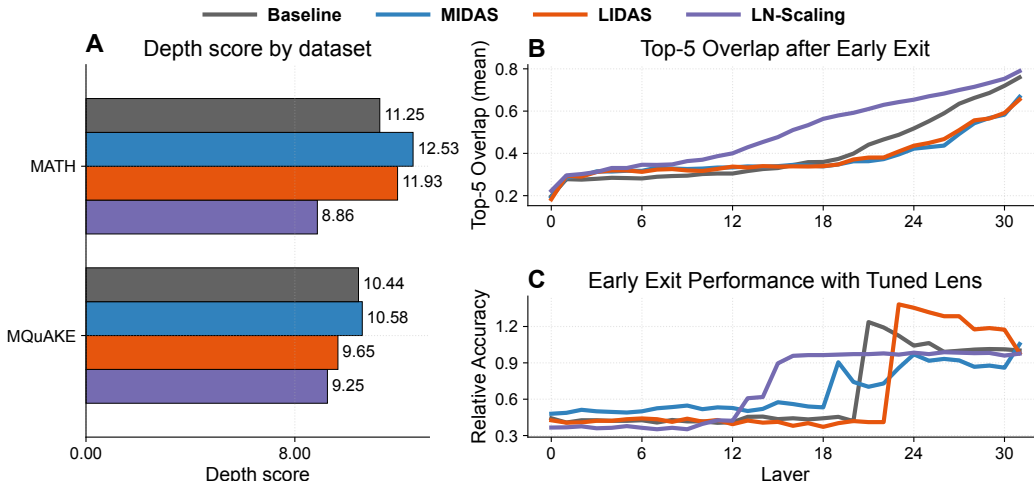 Baseline MIDAS LIDAS LN-Scaling
A Depth score by dataset
MATH
11.25
12.53
11.93
8.86
MQuAKE
10.44
10.58
9.65
9.25
0.00 8.00
Depth score
B Top-5 Overlap after Early Exit
Top-5 Overlap (mean)
0.8
0.6
0.4
0.2
0 6 12 18 24 30
C Early Exit Performance with Tuned Lens
Relative Accuracy
1.2
0.9
0.6
0.3
0 6 12 18 24 30
Layer